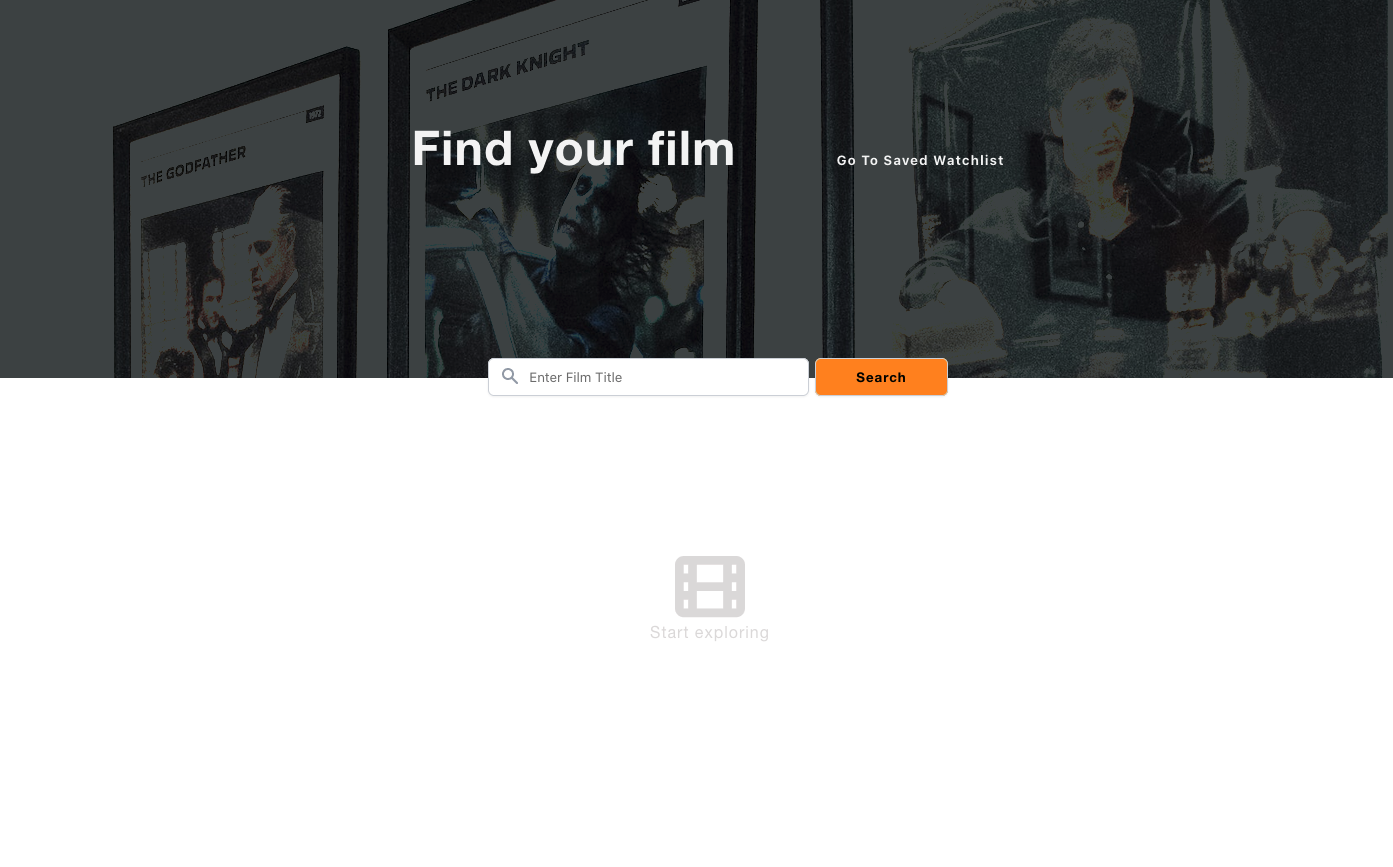 THE DARK KNIGHT
1972
THE GODFATHER
Find your film
Go To Saved Watchlist
Enter Film Title
Search
Start exploring